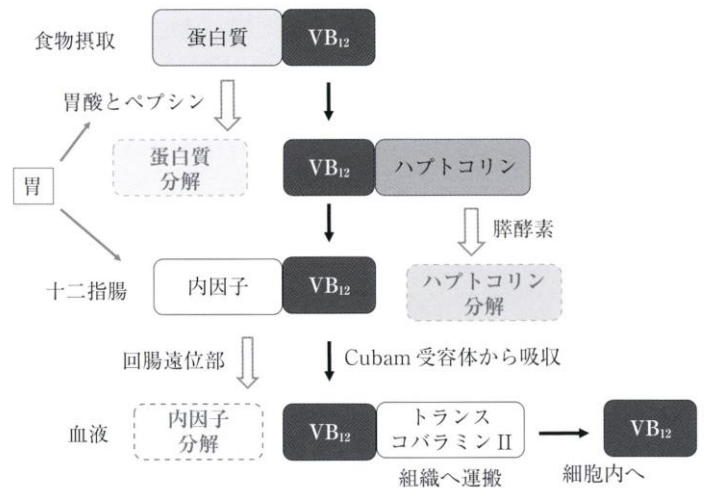 食物摂取
蛋白質
VB₁₂
胃酸とペプシン
蛋白質
分解
VB₁₂
ハプトコリン
胃
膵酵素
十二指腸
内因子
VB₁₂
ハプトコリン
分解
回腸遠位部
Cubam 受容体から吸収
血液
内因子
分解
VB₁₂
トランス
コバラミンⅡ
VB₁₂
組織へ運搬
細胞内へ